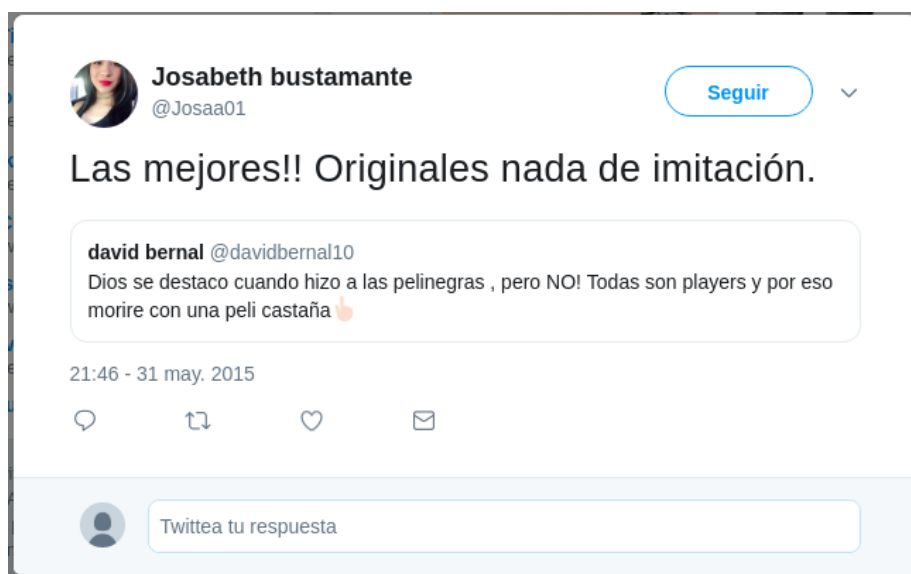 Josabeth bustamante
@Josaa01
Seguir
Las mejores!! Originales nada de imitación.
david bernal @davidbernal10
Dios se destaco cuando hizo a las pelinegras , pero NO! Todas son players y por eso
morire con una peli castaña👆🏻
21:46 - 31 may. 2015
Twittea tu respuesta